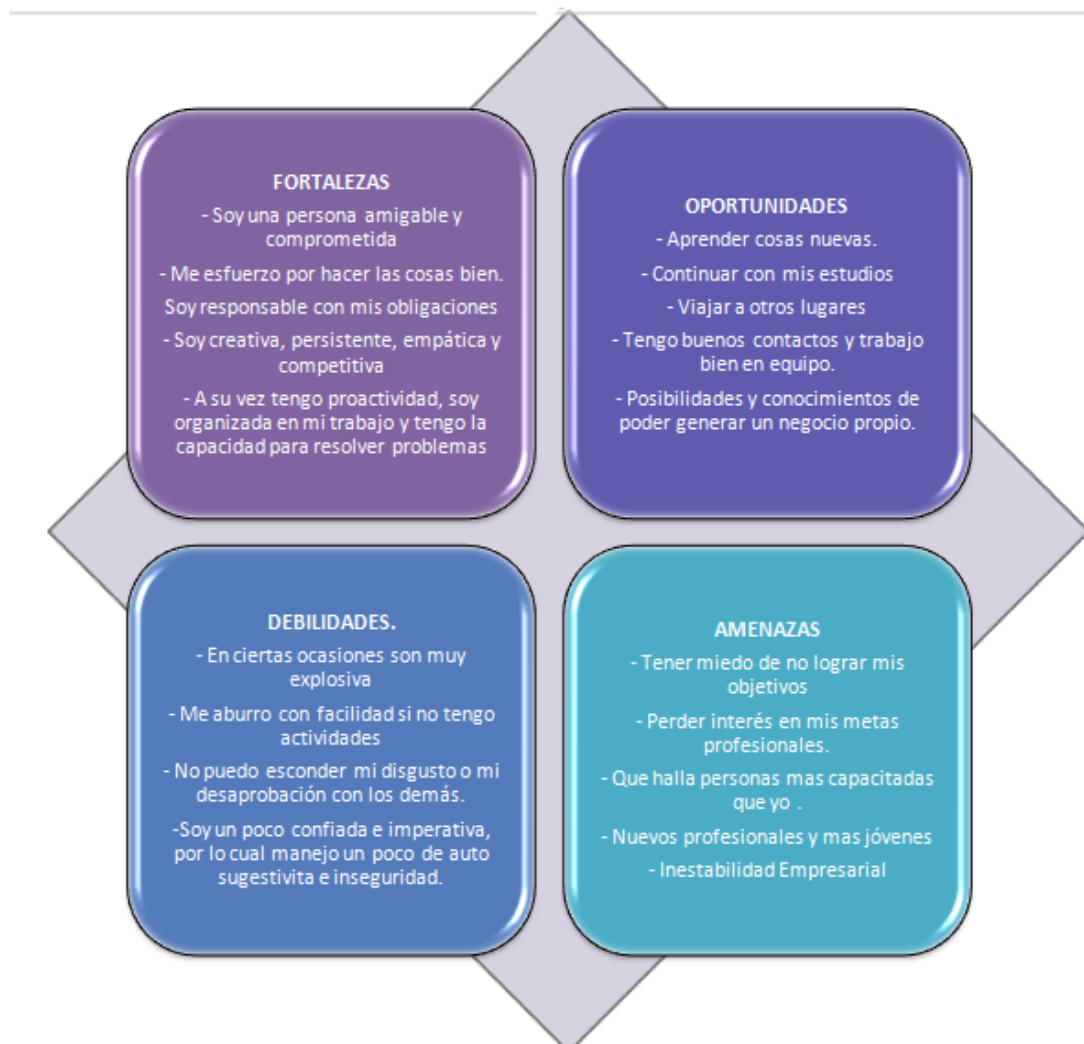 FORTALEZAS
- Soy una persona amigable y
comprometida
- Me esfuerzo por hacer las cosas bien.
Soy responsable con mis obligaciones
- Soy creativa, persistente, empática y
competitiva
- A su vez tengo proactividad, soy
organizada en mi trabajo y tengo la
capacidad para resolver problemas
OPORTUNIDADES
- Aprender cosas nuevas.
- Continuar con mis estudios
- Viajar a otros lugares
- Tengo buenos contactos y trabajo
bien en equipo.
- Posibilidades y conocimientos de
poder generar un negocio propio.
DEBILIDADES.
- En ciertas ocasiones son muy
explosiva
- Me aburro con facilidad si no tengo
actividades
- No puedo esconder mi disgusto o mi
desaprobación con los demás.
-Soy un poco confiada e imperativa,
por lo cual manejo un poco de auto
sugestivita e inseguridad.
AMENAZAS
- Tener miedo de no lograr mis
objetivos
- Perder interés en mis metas
profesionales.
- Que halla personas mas capacitadas
que yo .
- Nuevos profesionales y mas jóvenes
- Inestabilidad Empresarial